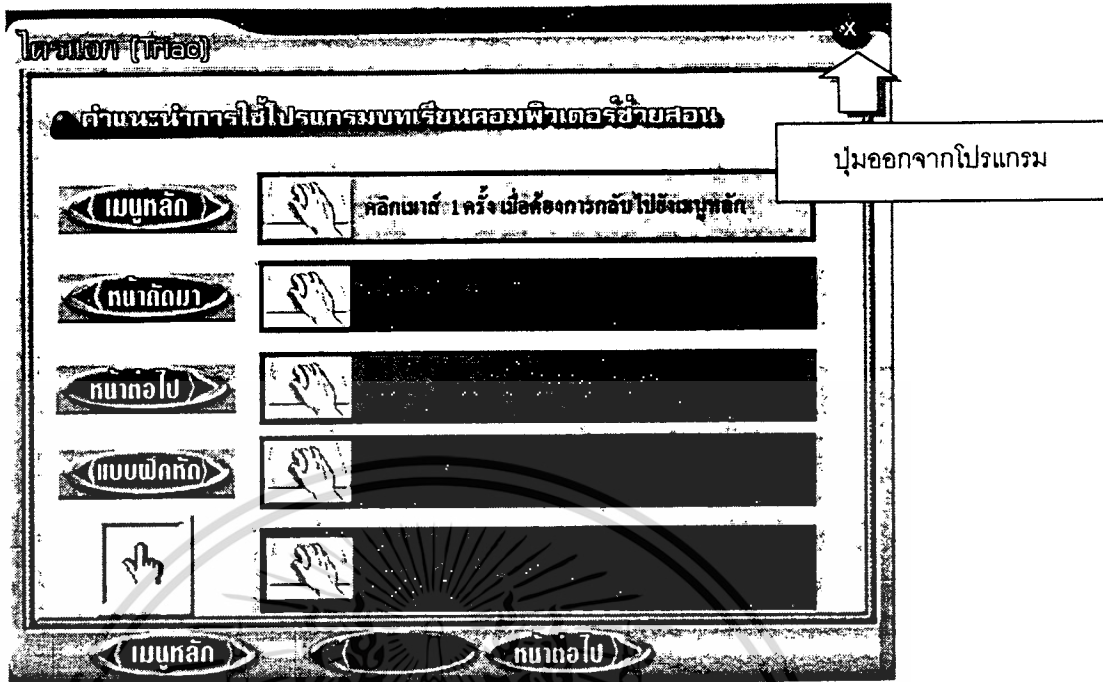 ไตรแอก (Triac)
X
คำแนะนำการใช้โปรแกรมบทเรียนคอมพิวเตอร์ช่วยสอน
ปุ่มออกจากโปรแกรม
เมนูหลัก
คลิกเมาส์ 1 ครั้ง เมื่อต้องการกลับไปยังเมนูหลัก
หน้าถัดมา
หน้าต่อไป
แบบฝึกหัด
เมนูหลัก
หน้าต่อไป